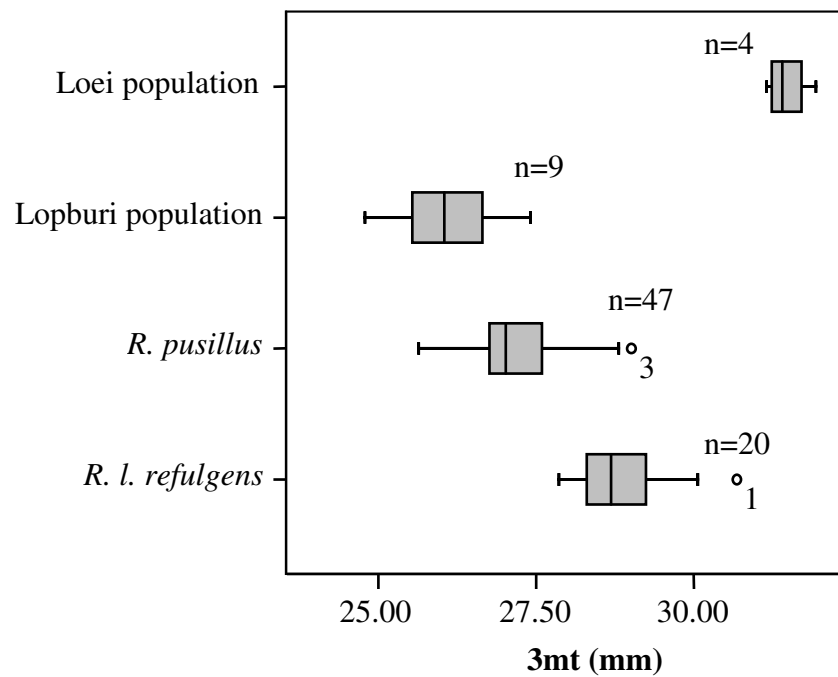 n=4
Loei population
n=9
Lopburi population
n=47
R. pusillus
3
n=20
R. l. refulgens
1
25.00 27.50 30.00
3mt (mm)